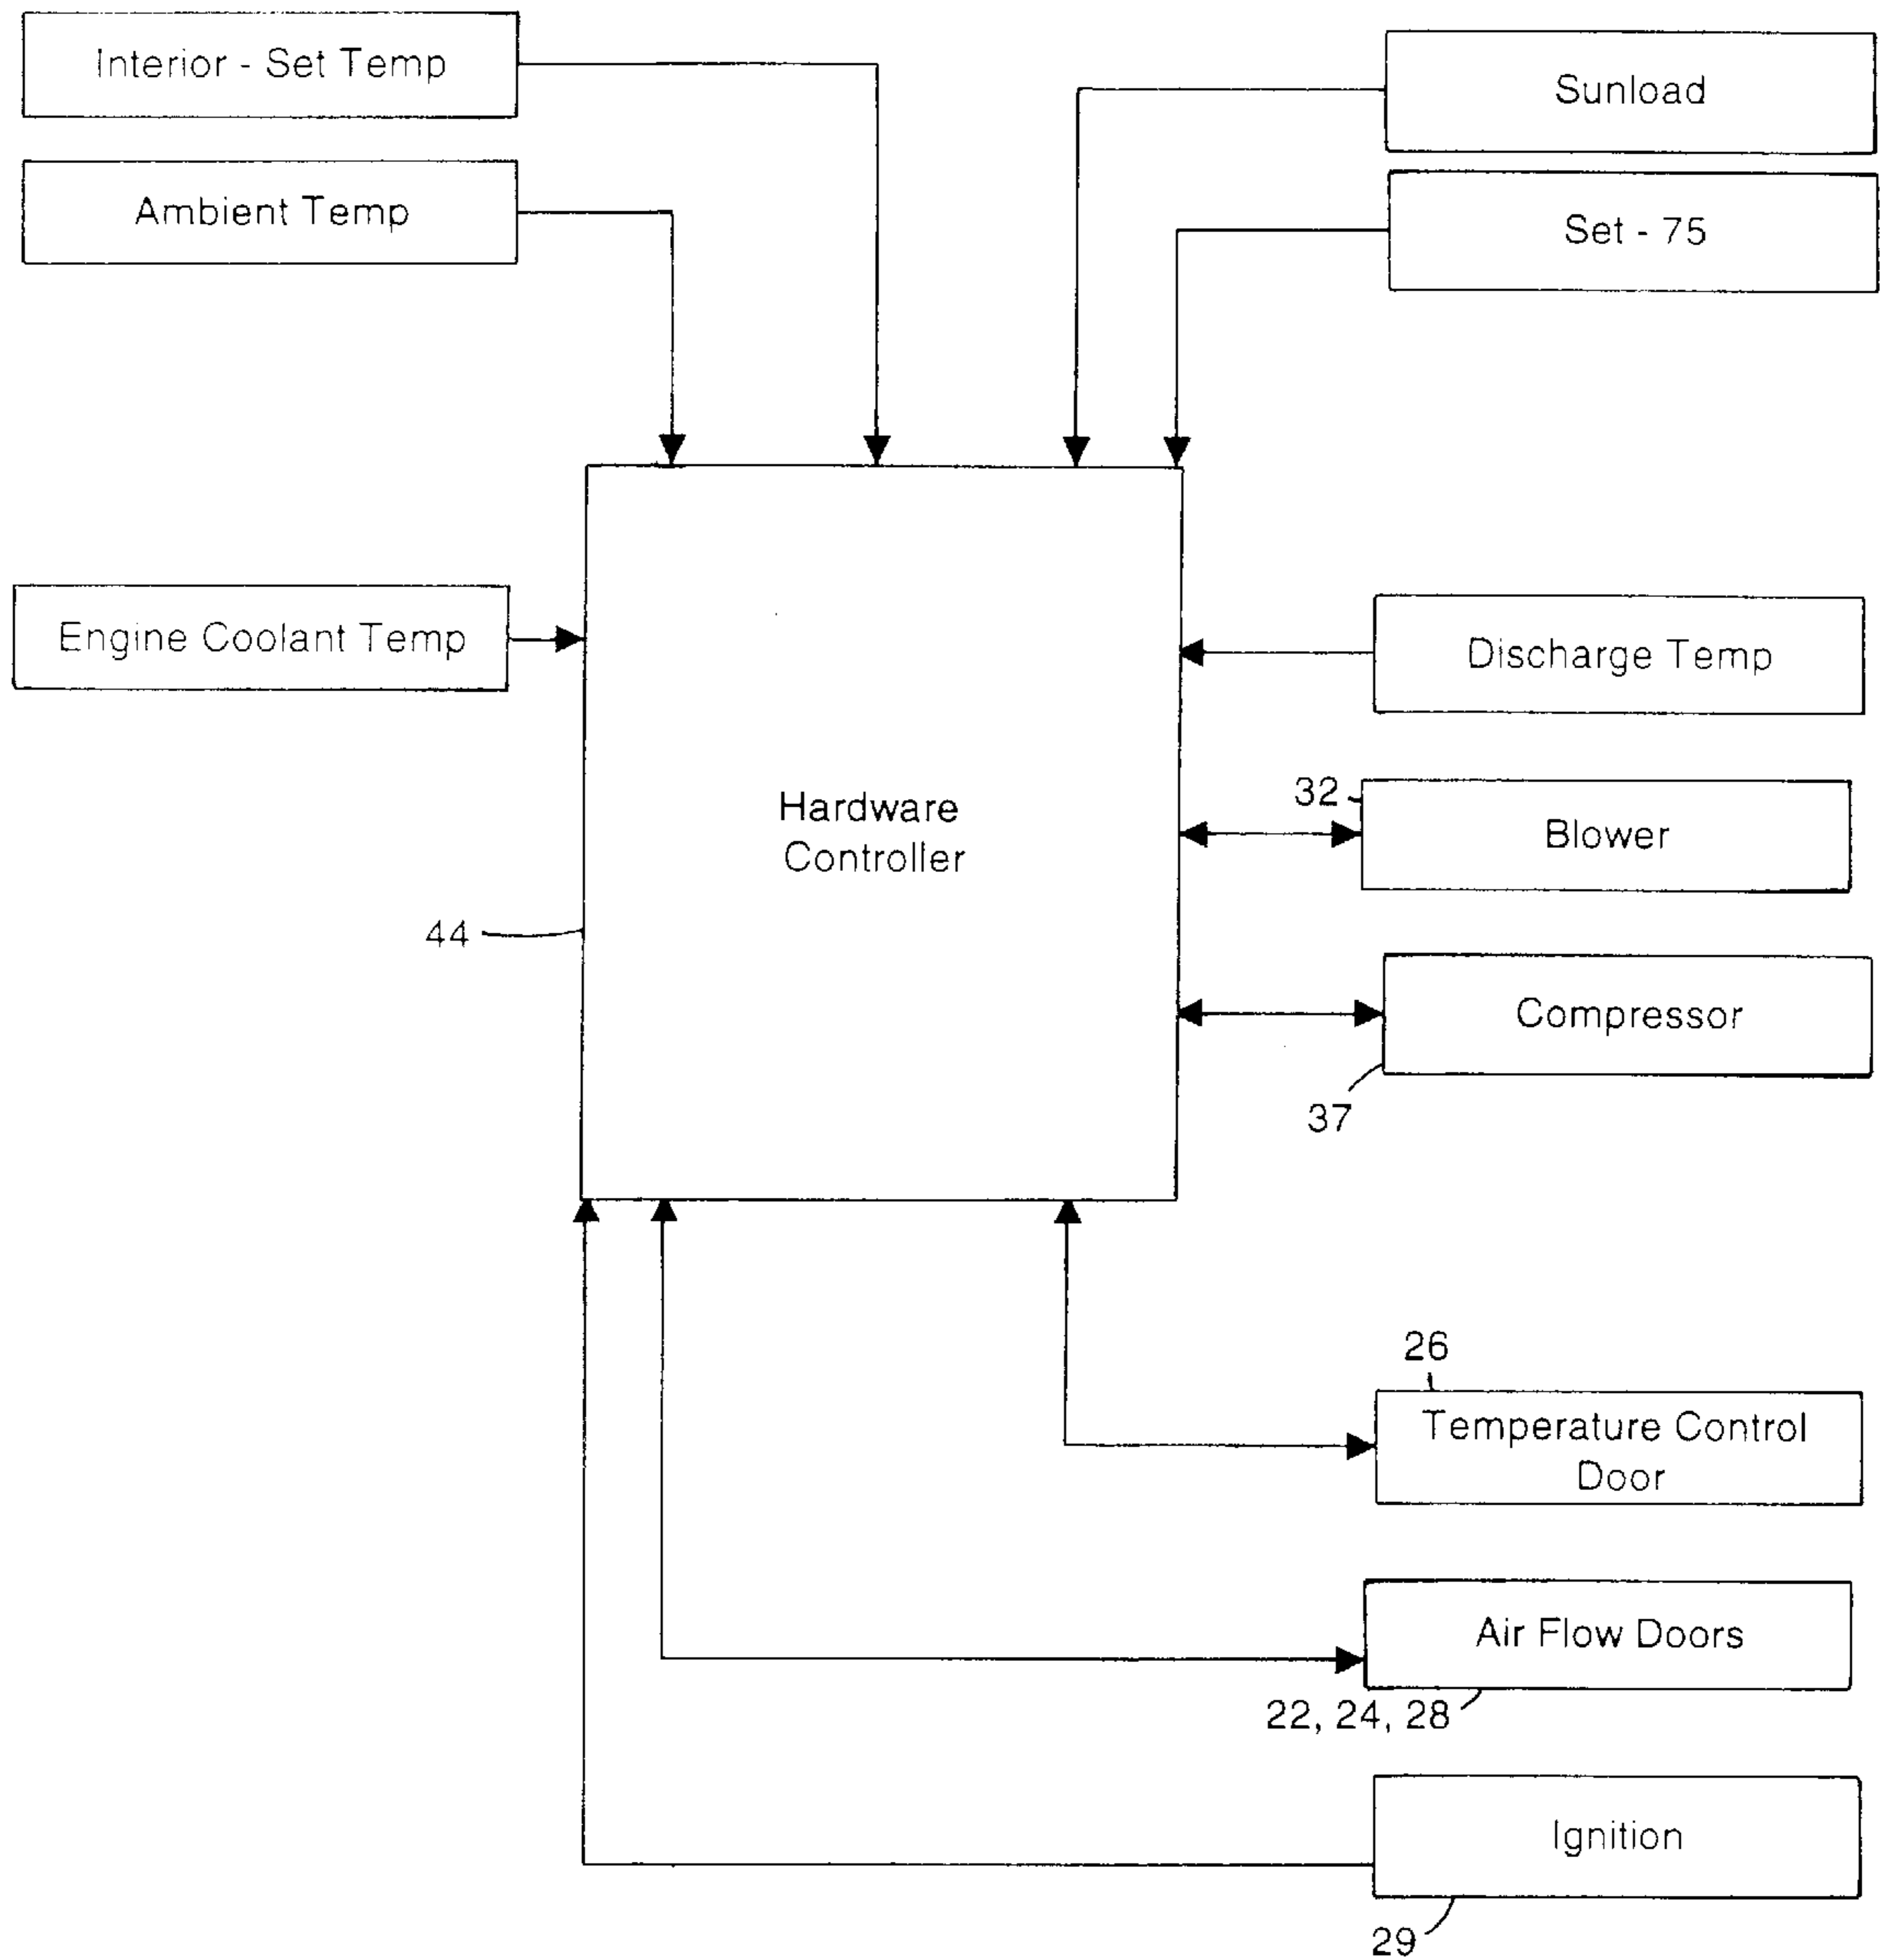 Interior - Set Temp
Sunload
Ambient Temp
Set - 75
Engine Coolant Temp
Discharge Temp
32
Blower
Hardware
Controller
44
Compressor
37
26
Temperature Control
Door
Air Flow Doors
22, 24, 28
Ignition
29